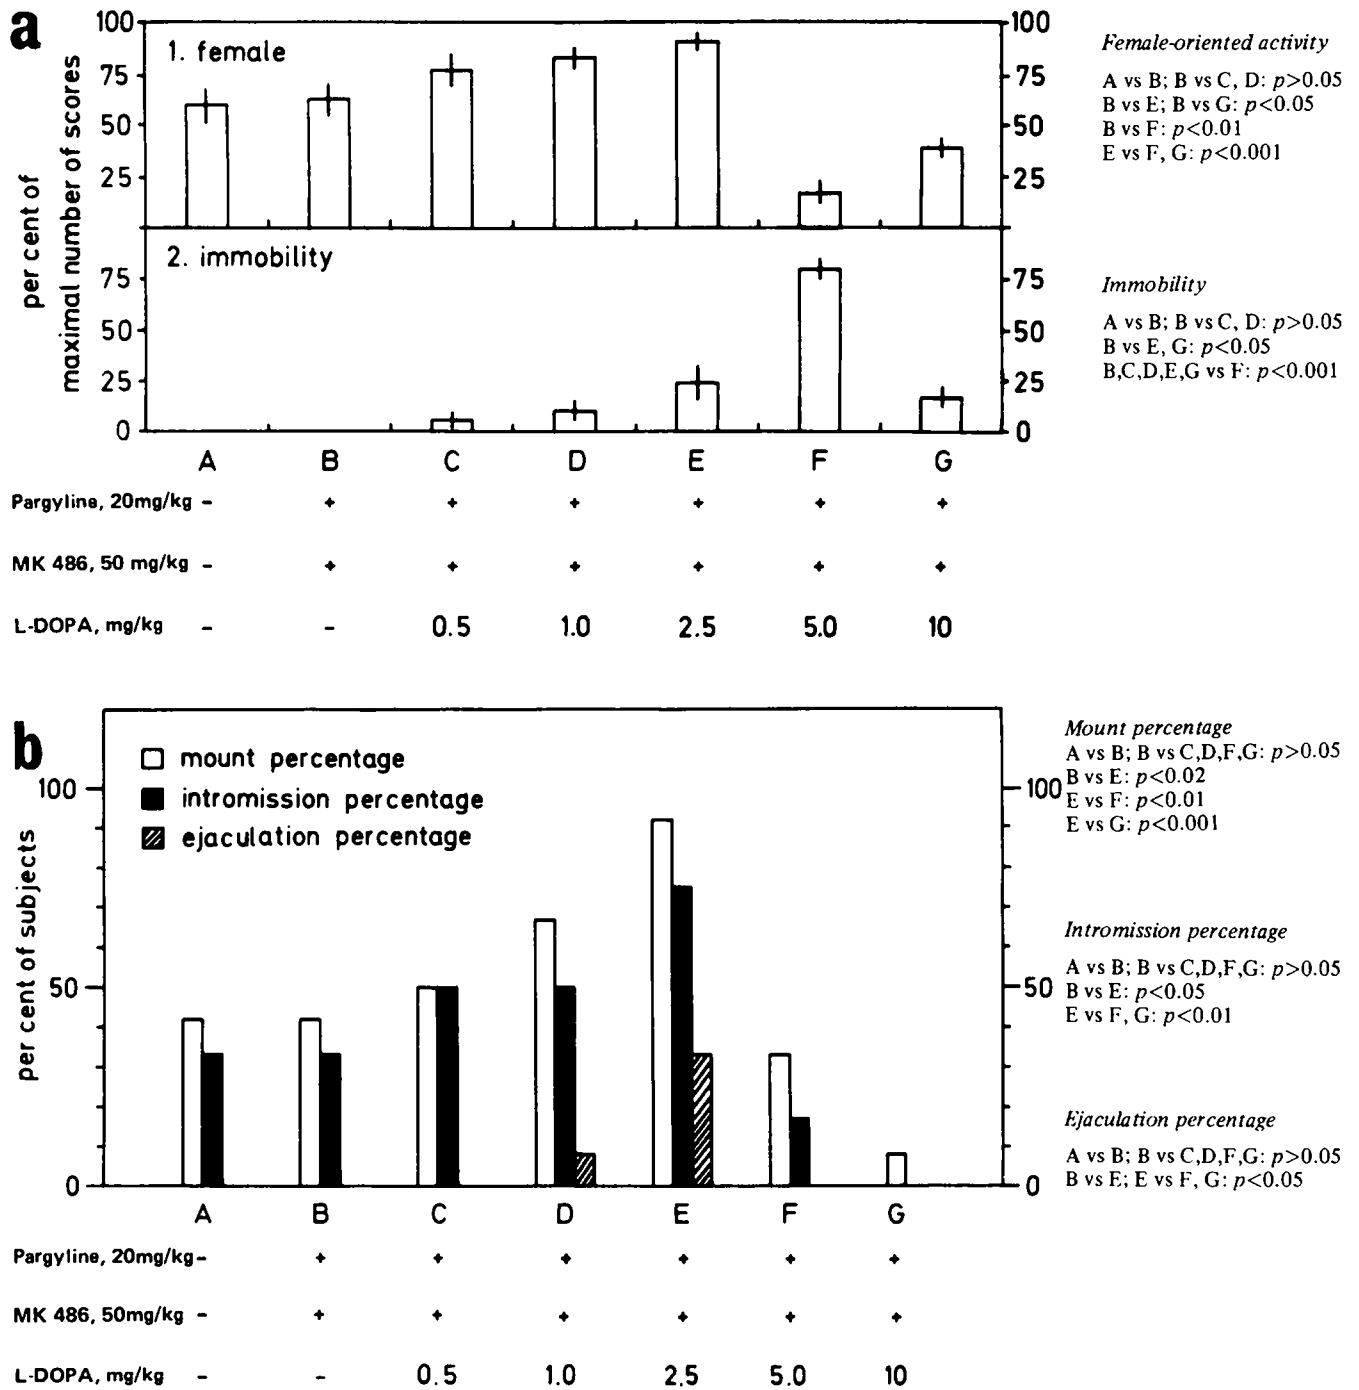 a
per cent of
maximal number of scores
100
75
50
25
1. female
100
75
50
25
Female-oriented activity
A vs B; B vs C, D: p>0.05
B vs E; B vs G: p<0.05
B vs F: p<0.01
E vs F, G: p<0.001
75
50
25
0
2. immobility
75
50
25
0
Immobility
A vs B; B vs C, D: p>0.05
B vs E, G: p<0.05
B,C,D,E,G vs F: p<0.001
A B C D E F G
Pargyline, 20mg/kg - + + + + + +
MK 486, 50 mg/kg - + + + + + +
L-DOPA, mg/kg - - 0.5 1.0 2.5 5.0 10
b
per cent of subjects
100
50
0
mount percentage
intromission percentage
ejaculation percentage
100
50
0
Mount percentage
A vs B; B vs C,D,F,G: p>0.05
B vs E: p<0.02
E vs F: p<0.01
E vs G: p<0.001
Intromission percentage
A vs B; B vs C,D,F,G: p>0.05
B vs E: p<0.05
E vs F, G: p<0.01
Ejaculation percentage
A vs B; B vs C,D,F,G: p>0.05
B vs E; E vs F, G: p<0.05
A B C D E F G
Pargyline, 20mg/kg - + + + + + +
MK 486, 50mg/kg - + + + + + +
L-DOPA, mg/kg - - 0.5 1.0 2.5 5.0 10